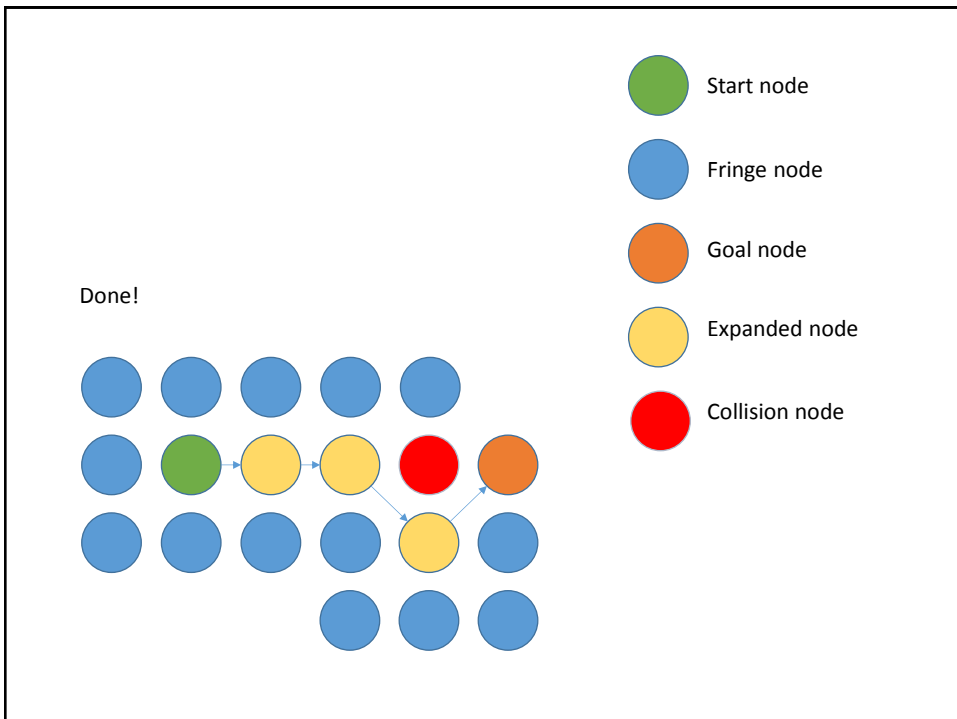 Start node
Fringe node
Goal node
Done!
Expanded node
Collision node